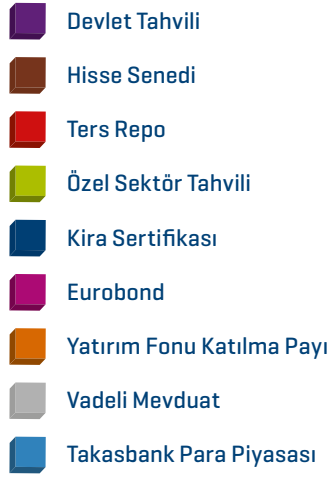 Devlet Tahvili
Hisse Senedi
Ters Repo
Özel Sektör Tahvili
Kira Sertifikası
Eurobond
Yatırım Fonu Katılma Payı
Vadeli Mevduat
Takasbank Para Piyasası